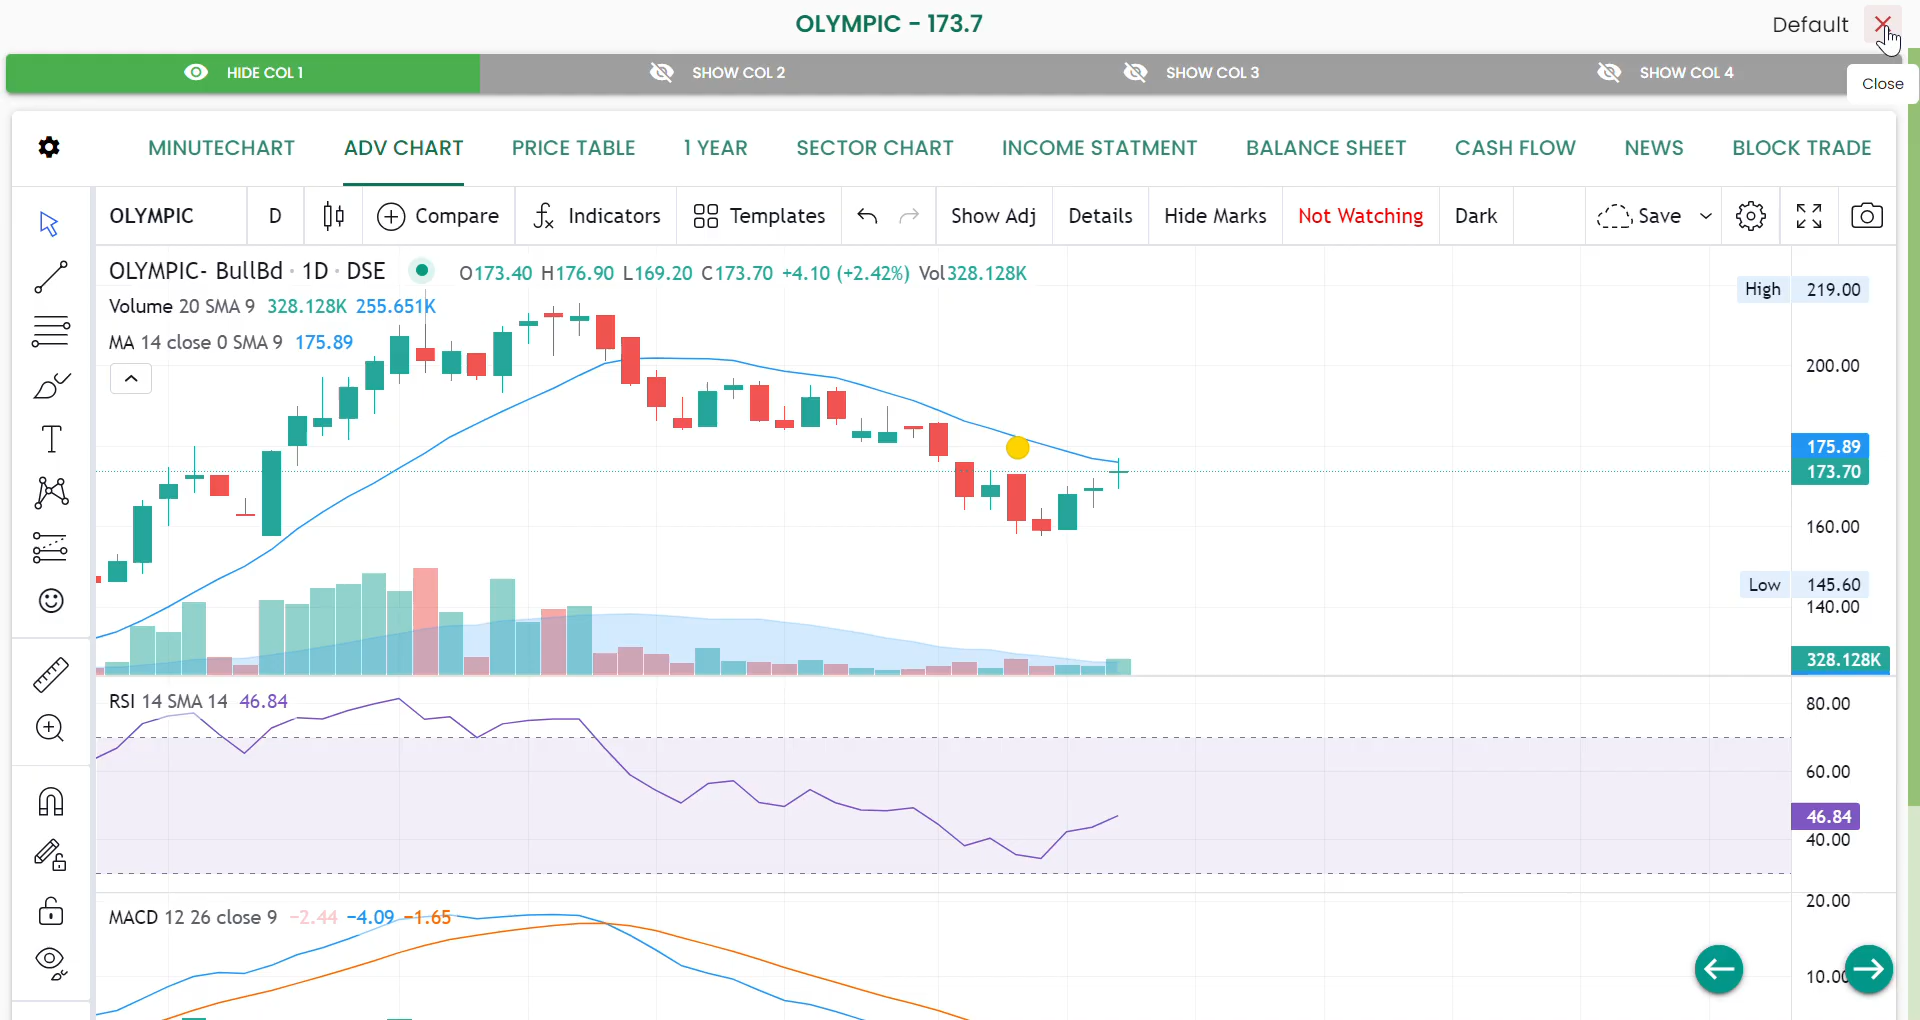 OLYMPIC - 173.7
Default
HIDE COL 1
SHOW COL 2
SHOW COL 3
SHOW COL 4
Close
MINUTECHART
ADV CHART
PRICE TABLE
1 YEAR
SECTOR CHART
INCOME STATMENT
BALANCE SHEET
CASH FLOW
NEWS
BLOCK TRADE
OLYMPIC
D
Compare
Indicators
Templates
Show Adj
Details
Hide Marks
Not Watching
Dark
Save
OLYMPIC- BullBd · 1D · DSE
O173.40 H176.90 L169.20 C173.70 +4.10 (+2.42%) Vol328.128K
Volume 20 SMA 9 328.128K 255.651K
MA 14 close 0 SMA 9 175.89
High 219.00
200.00
175.89
173.70
160.00
Low 145.60
140.00
328.128K
RSI 14 SMA 14 46.84
80.00
60.00
46.84
40.00
20.00
MACD 12 26 close 9 −2.44 −4.09 −1.65
10.00